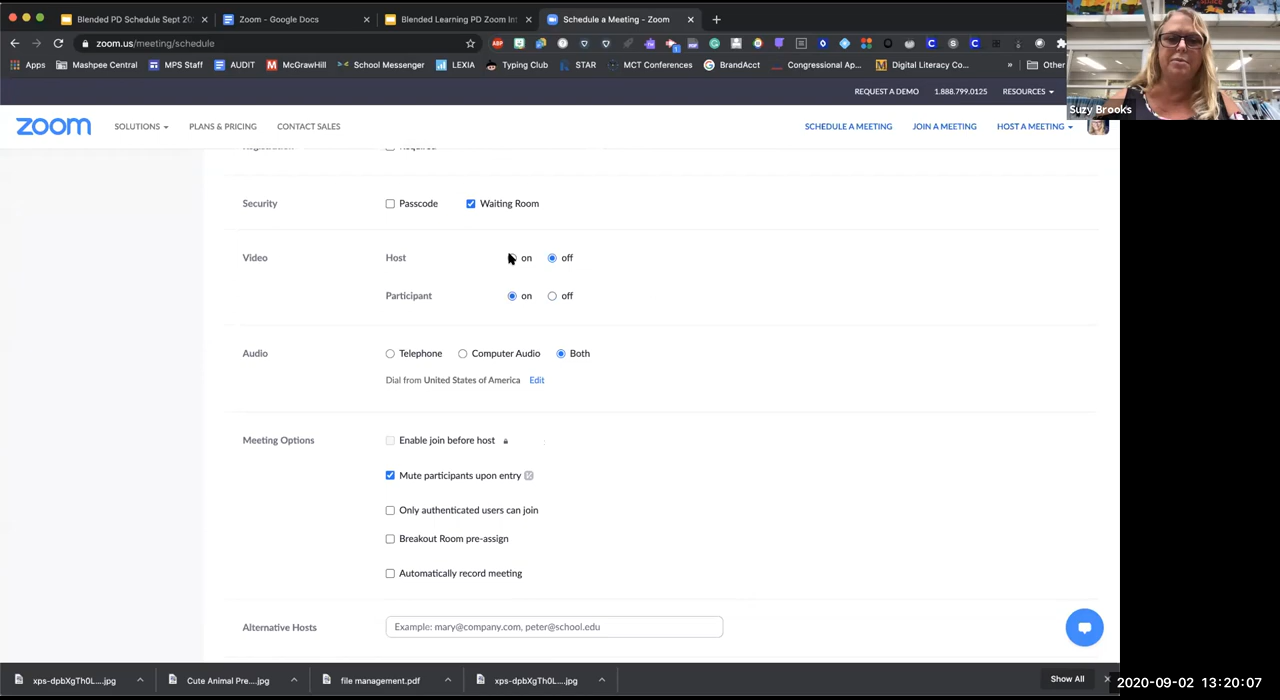 Blended PD Schedule Sept 20
Zoom - Google Docs
Blended Learning PD Zoom Int
Schedule a Meeting - Zoom
zoom.us/meeting/schedule
Apps Mashpee Central MPS Staff AUDIT McGrawHill School Messenger LEXIA Typing Club STAR MCT Conferences BrandAcct Congressional Ap... Digital Literacy Co... » Other
Suzy Brooks
REQUEST A DEMO 1.888.799.0125 RESOURCES
zoom SOLUTIONS PLANS & PRICING CONTACT SALES SCHEDULE A MEETING JOIN A MEETING HOST A MEETING
Registration Required
Security Passcode Waiting Room
Video Host on off
Participant on off
Audio Telephone Computer Audio Both
Dial from United States of America Edit
Meeting Options Enable join before host
Mute participants upon entry
Only authenticated users can join
Breakout Room pre-assign
Automatically record meeting
Alternative Hosts Example: mary@company.com, peter@school.edu
xps-dpbXgTh0L....jpg Cute Animal Pre....jpg file management.pdf xps-dpbXgTh0L....jpg Show All
2020-09-02 13:20:07